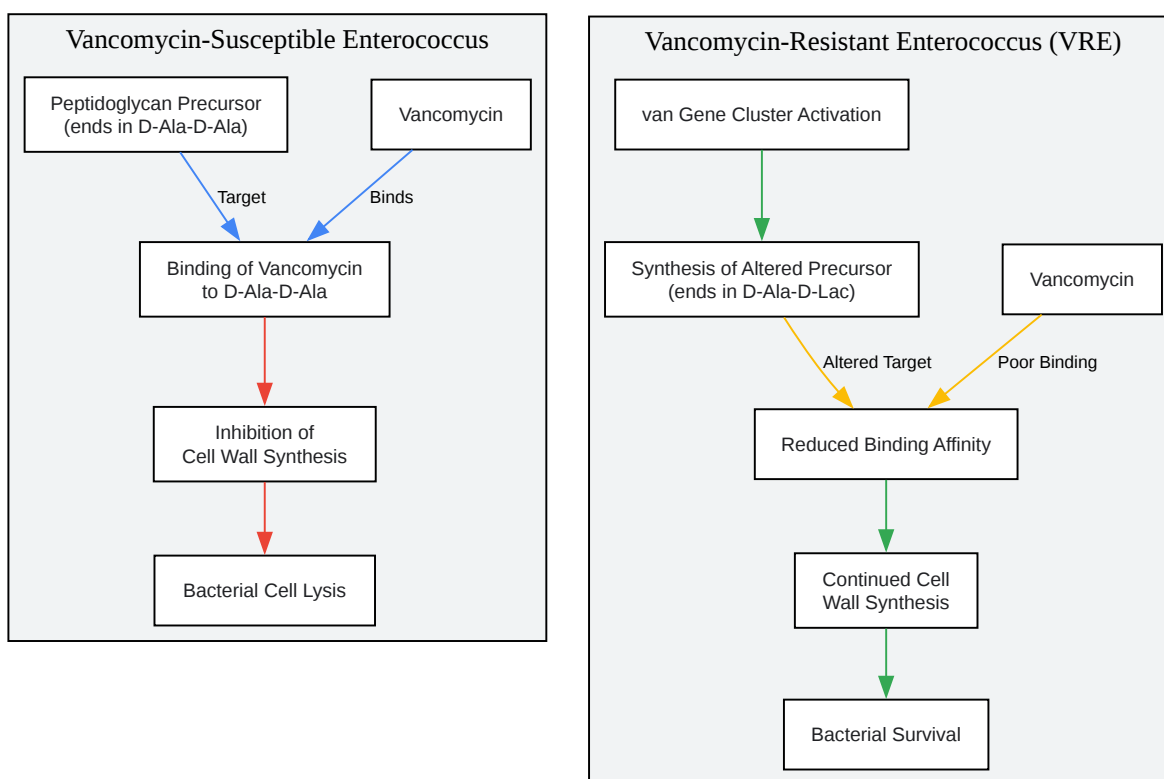 Vancomycin-Susceptible Enterococcus
Peptidoglycan Precursor
(ends in D-Ala-D-Ala)
Vancomycin
Target
Binds
Binding of Vancomycin
to D-Ala-D-Ala
Inhibition of
Cell Wall Synthesis
Bacterial Cell Lysis
Vancomycin-Resistant Enterococcus (VRE)
van Gene Cluster Activation
Synthesis of Altered Precursor
(ends in D-Ala-D-Lac)
Vancomycin
Altered Target
Poor Binding
Reduced Binding Affinity
Continued Cell
Wall Synthesis
Bacterial Survival